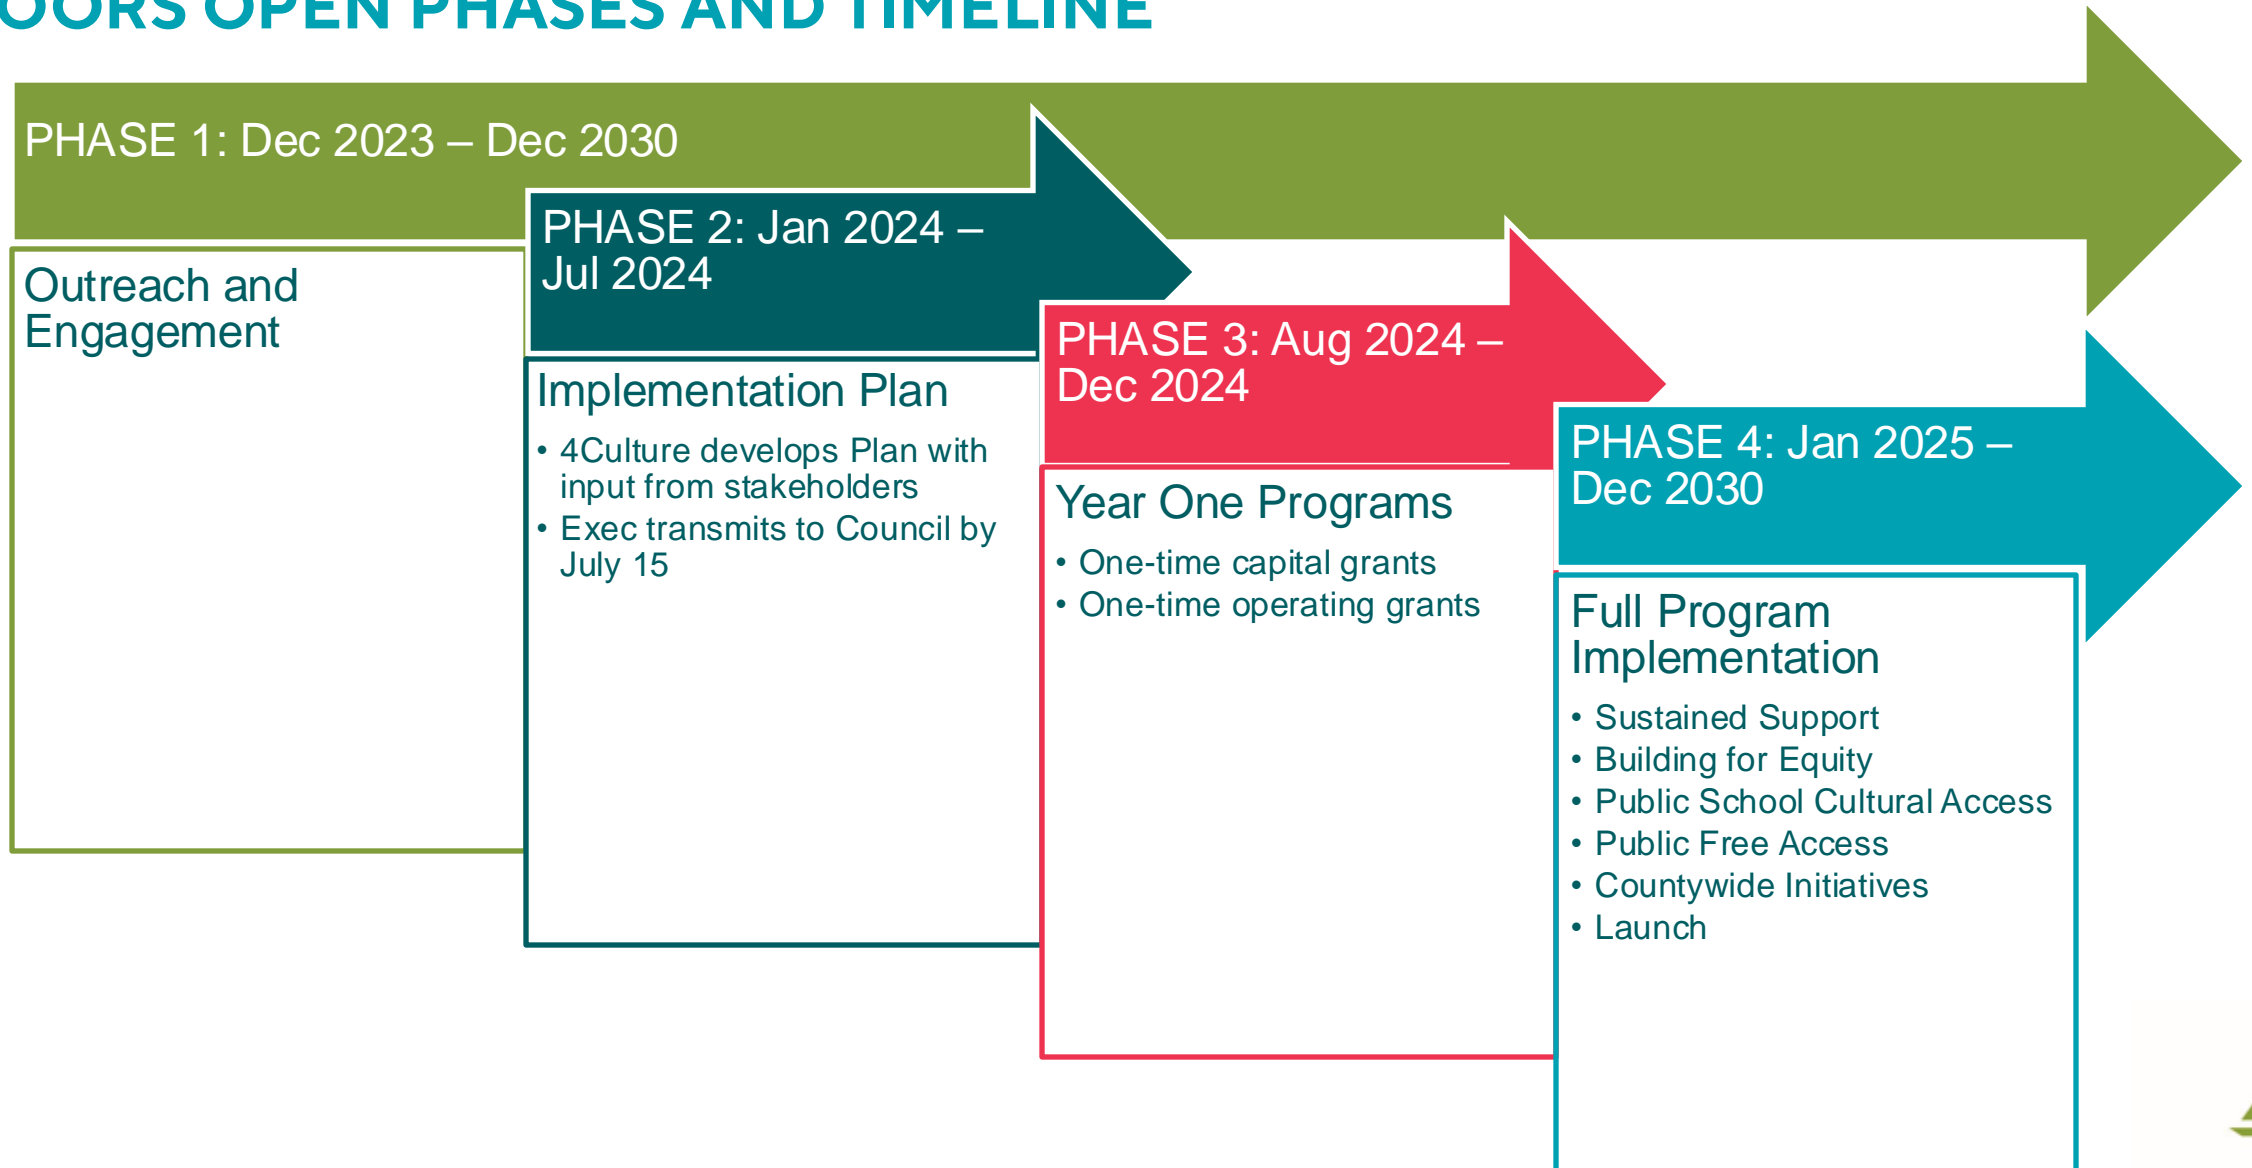 OORS OPEN PHASES AND TIMELINE
PHASE 1: Dec 2023 – Dec 2030
Outreach and
Engagement
PHASE 2: Jan 2024 –
Jul 2024
Implementation Plan
• 4Culture develops Plan with
input from stakeholders
• Exec transmits to Council by
July 15
PHASE 3: Aug 2024 –
Dec 2024
Year One Programs
• One-time capital grants
• One-time operating grants
PHASE 4: Jan 2025 –
Dec 2030
Full Program
Implementation
• Sustained Support
• Building for Equity
• Public School Cultural Access
• Public Free Access
• Countywide Initiatives
• Launch